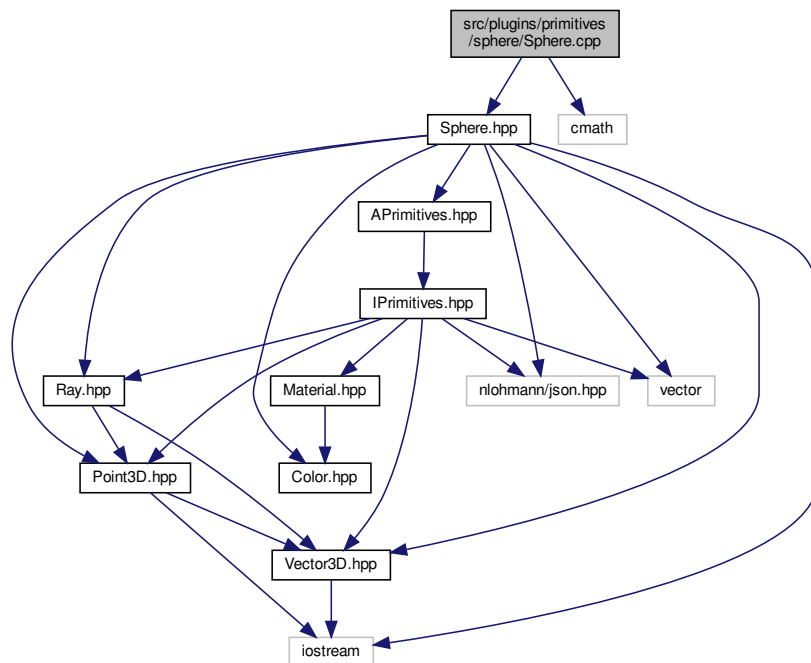 src/plugins/primitives
/sphere/Sphere.cpp
Sphere.hpp
cmath
APrimitives.hpp
IPrimitives.hpp
Ray.hpp
Material.hpp
nlohmann/json.hpp
vector
Point3D.hpp
Color.hpp
Vector3D.hpp
iostream